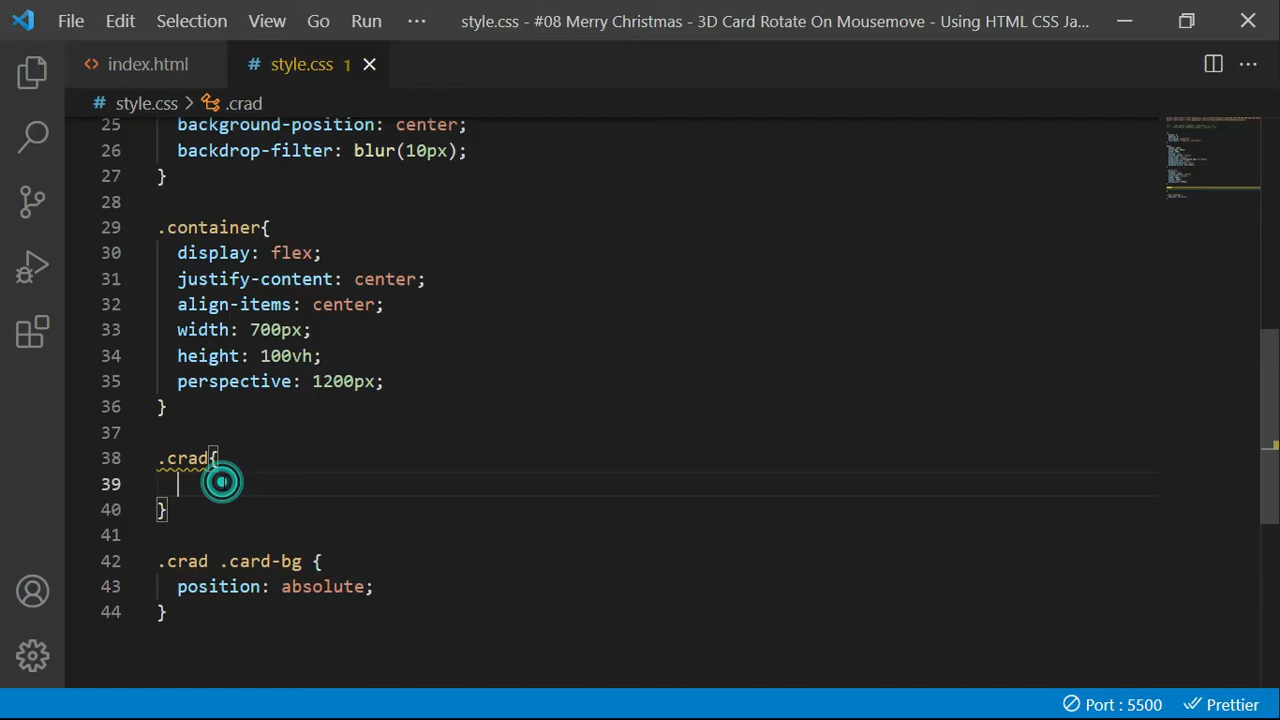 File Edit Selection View Go Run ··· style.css - #08 Merry Christmas - 3D Card Rotate On Mousemove - Using HTML CSS Ja...
<> index.html # style.css 1
# style.css > .crad
25 background-position: center;
26 backdrop-filter: blur(10px);
27 }
28
29 .container{
30 display: flex;
31 justify-content: center;
32 align-items: center;
33 width: 700px;
34 height: 100vh;
35 perspective: 1200px;
36 }
37
38 .crad{
39
40 }
41
42 .crad .card-bg {
43 position: absolute;
44 }
Port : 5500 Prettier